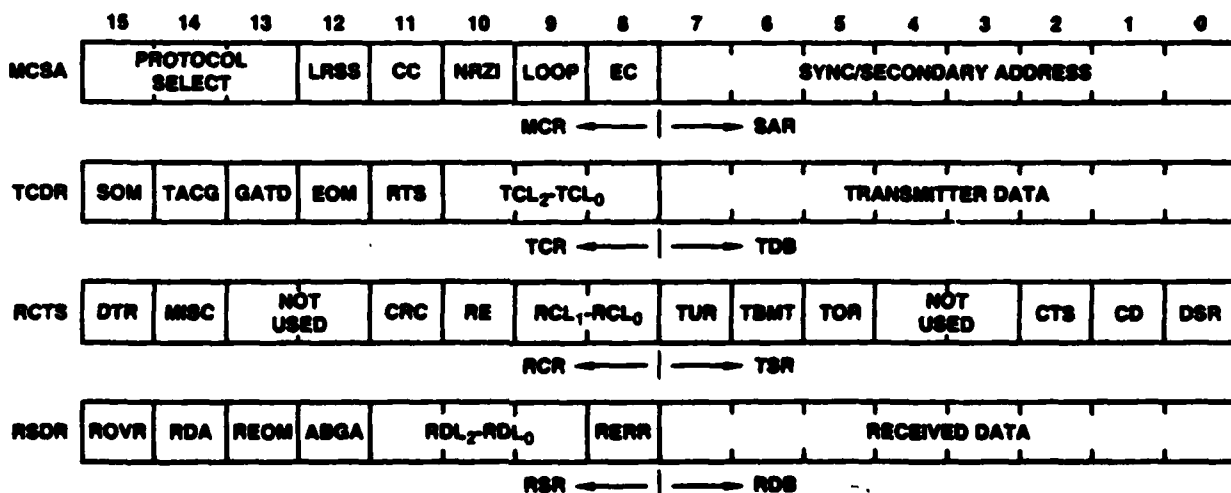 15 14 13 12 11 10 9 8 7 6 5 4 3 2 1 0
MCSA PROTOCOL SELECT LRSS CC NRZI LOOP EC SYNC/SECONDARY ADDRESS
MCR SAR
TCDR SOM TACG GATD EOM RTS TCL₂-TCL₀ TRANSMITTER DATA
TCR TDB
RCTS DTR MISC NOT USED CRC RE RCL₁-RCL₀ TUR TBMT TOR NOT USED CTS CD DSR
RCR TSR
RSDR ROVR RDA REOM ABGA RDL₂-RDL₀ RERR RECEIVED DATA
RSR RDB